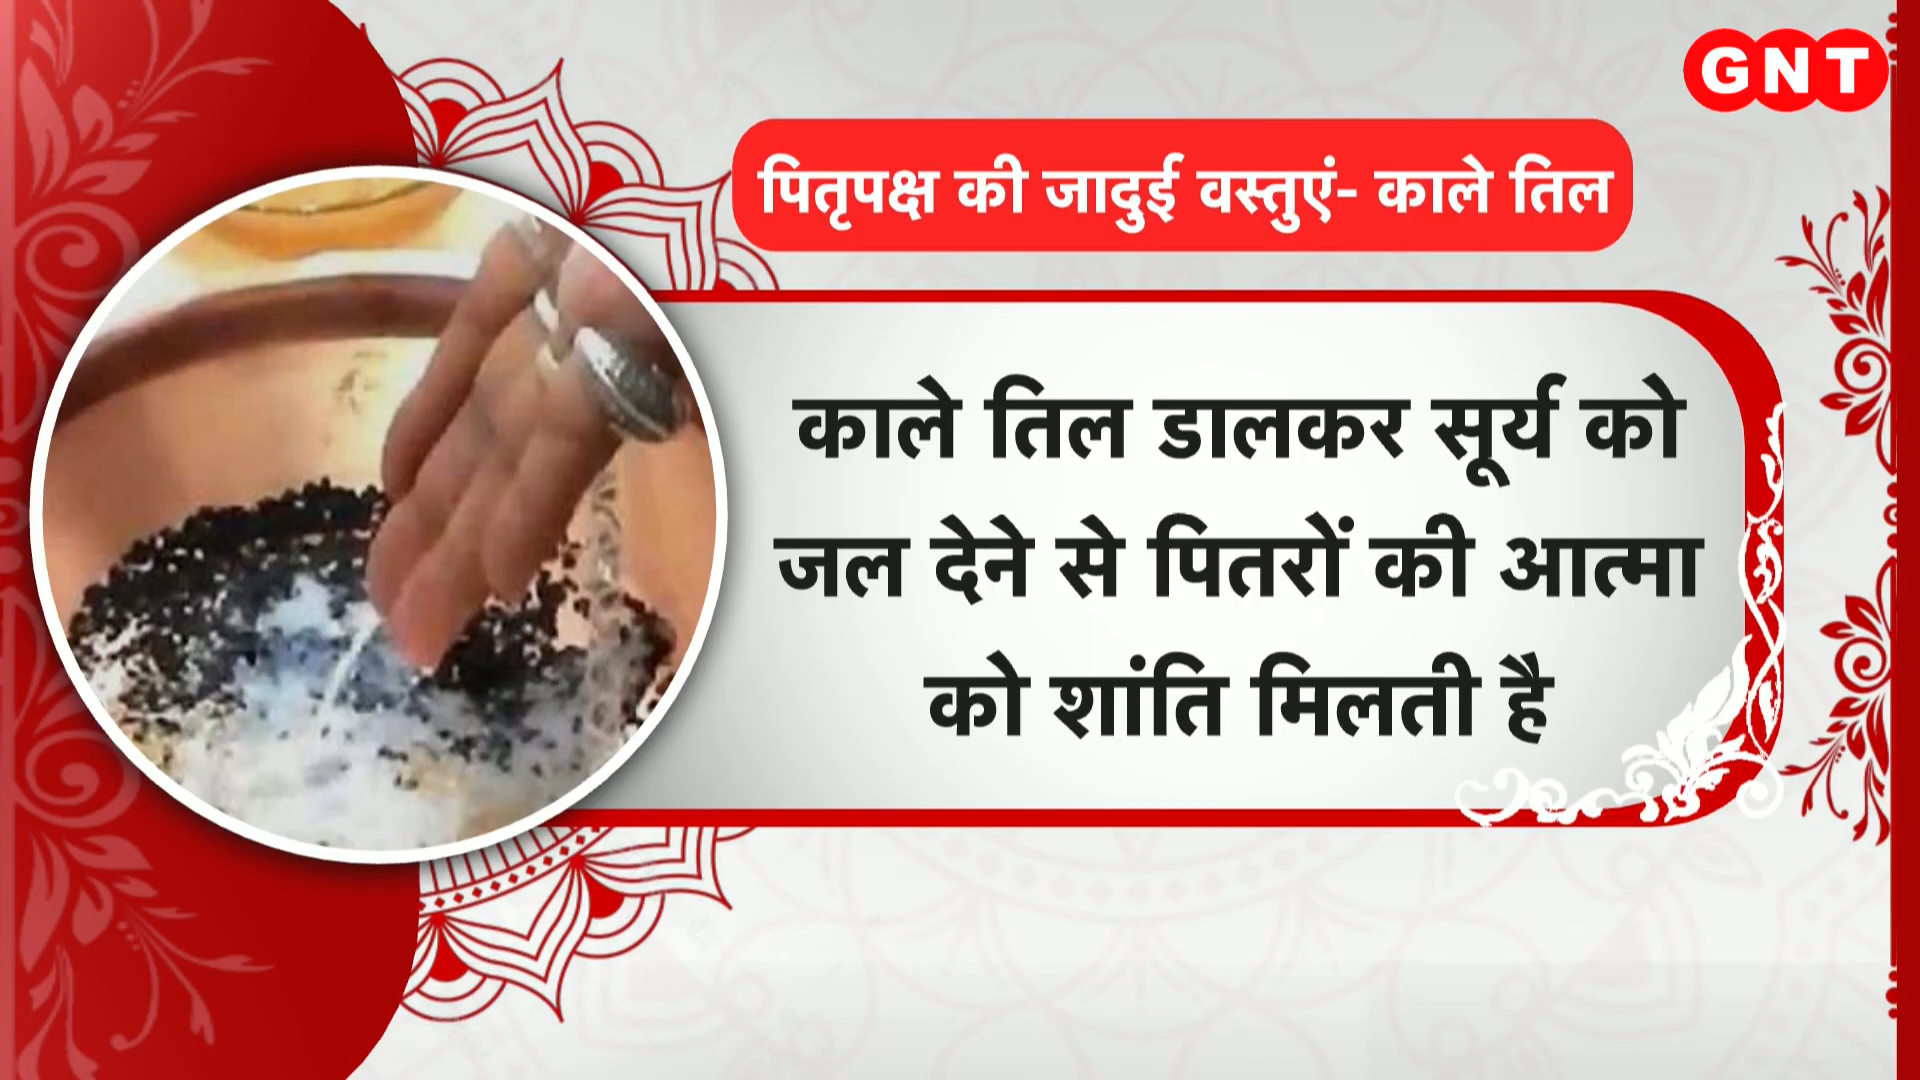 GNT
पितृपक्ष की जादुई वस्तुएं- काले तिल
काले तिल डालकर सूर्य को
जल देने से पितरों की आत्मा
को शांति मिलती है